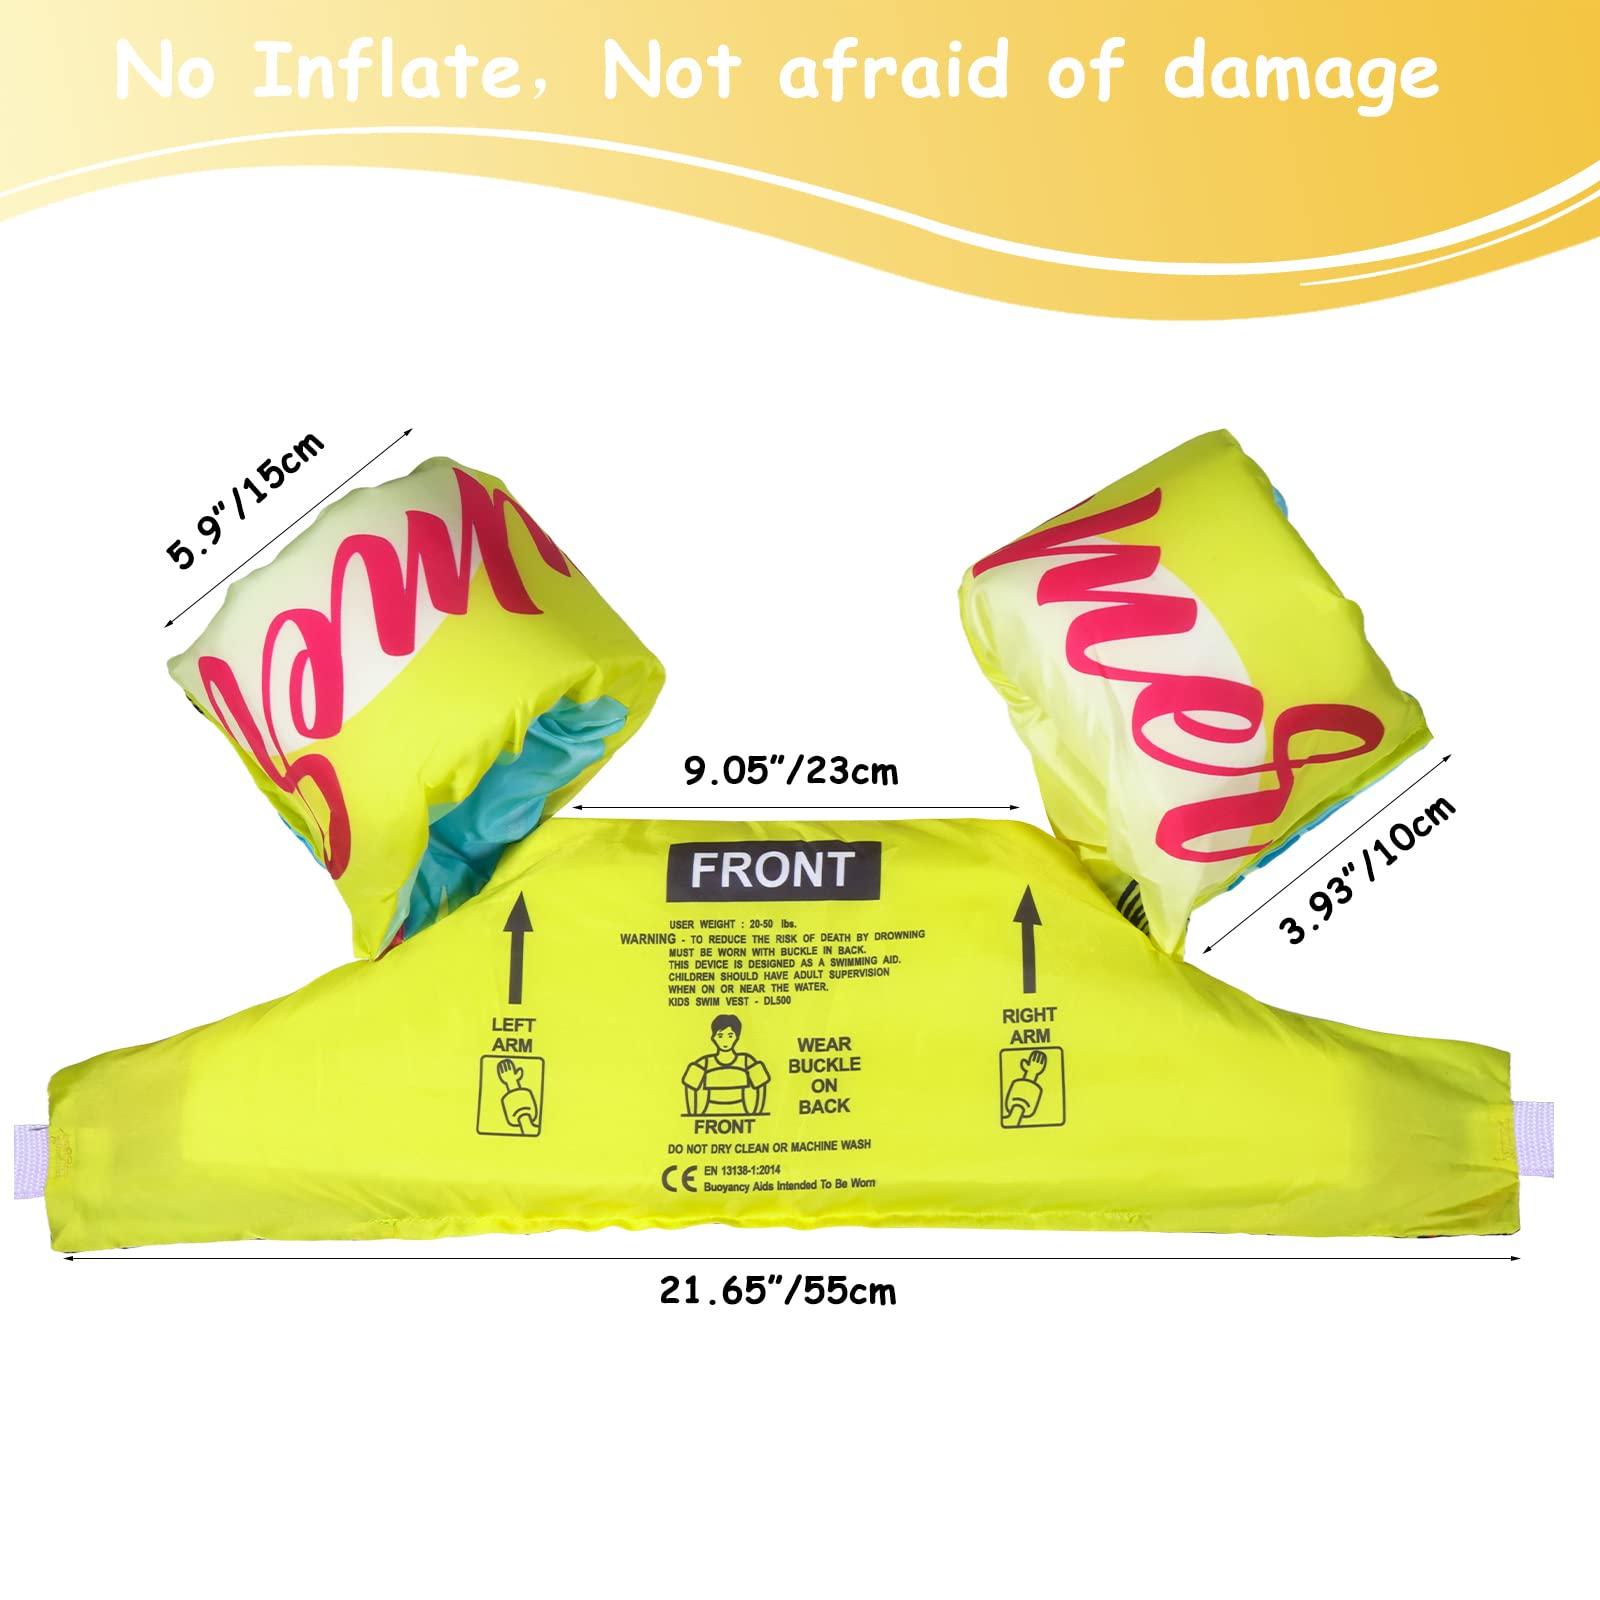 No Inflate，Not afraid of damage
5.9"/15cm
9.05"/23cm
3.93"/10cm
FRONT
USER WEIGHT : 20-50 lbs.
WARNING - TO REDUCE THE RISK OF DEATH BY DROWNING
MUST BE WORN WITH BUCKLE IN BACK.
THIS DEVICE IS DESIGNED AS A SWIMMING AID.
CHILDREN SHOULD HAVE ADULT SUPERVISION
WHEN ON OR NEAR THE WATER.
KIDS SWIM VEST - DL500
LEFT
ARM
RIGHT
ARM
WEAR
BUCKLE
ON
BACK
FRONT
DO NOT DRY CLEAN OR MACHINE WASH
CE EN 13138-1:2014
Buoyancy Aids Intended To Be Worn
21.65"/55cm